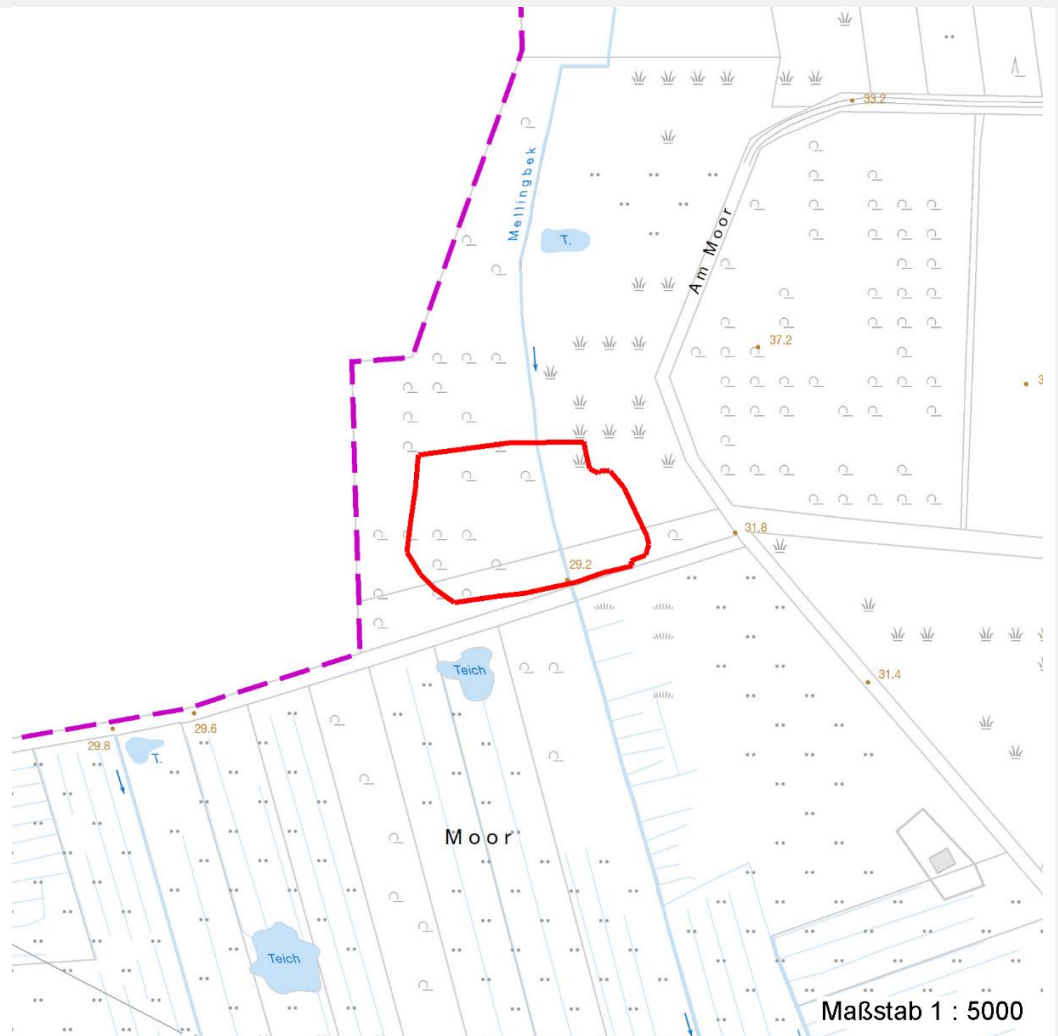 33.2
Mellingbek
T.
Am Moor
37.2
3
31.8
29.2
Teich
31.4
29.6
29.8
T.
Moor
Teich
Maßstab 1 : 5000